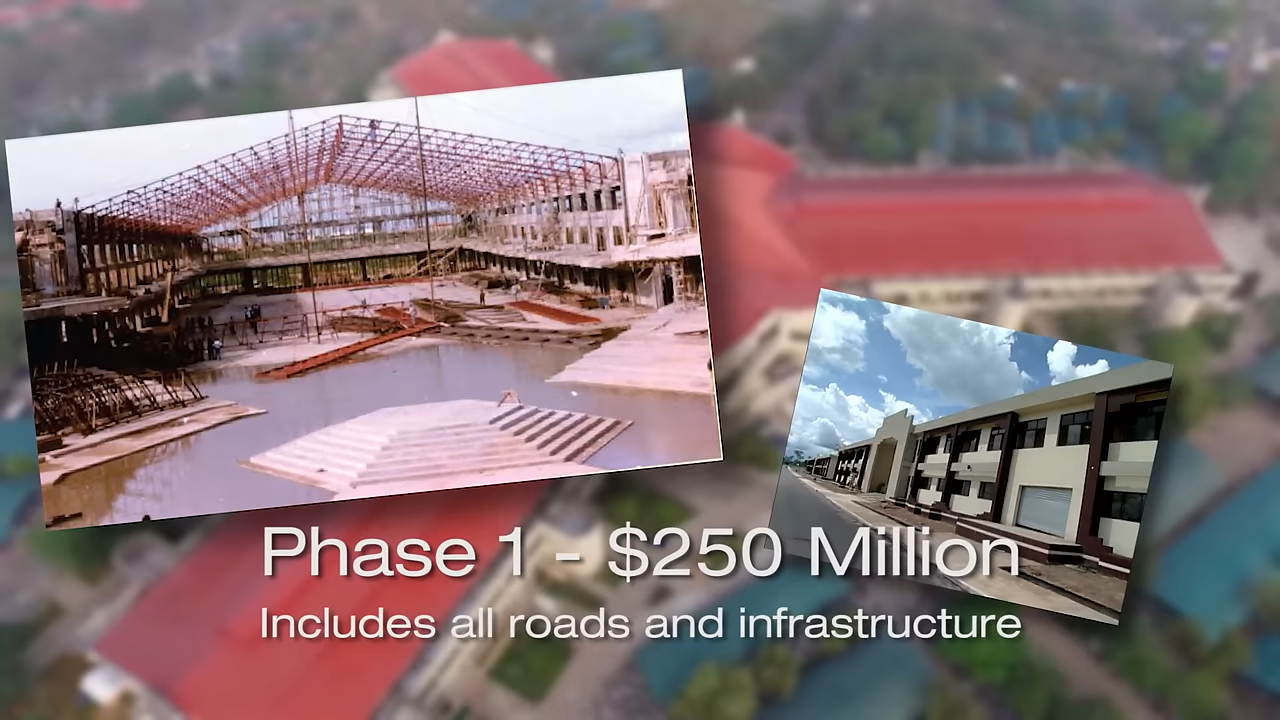 Phase 1 - $250 Million
Includes all roads and infrastructure